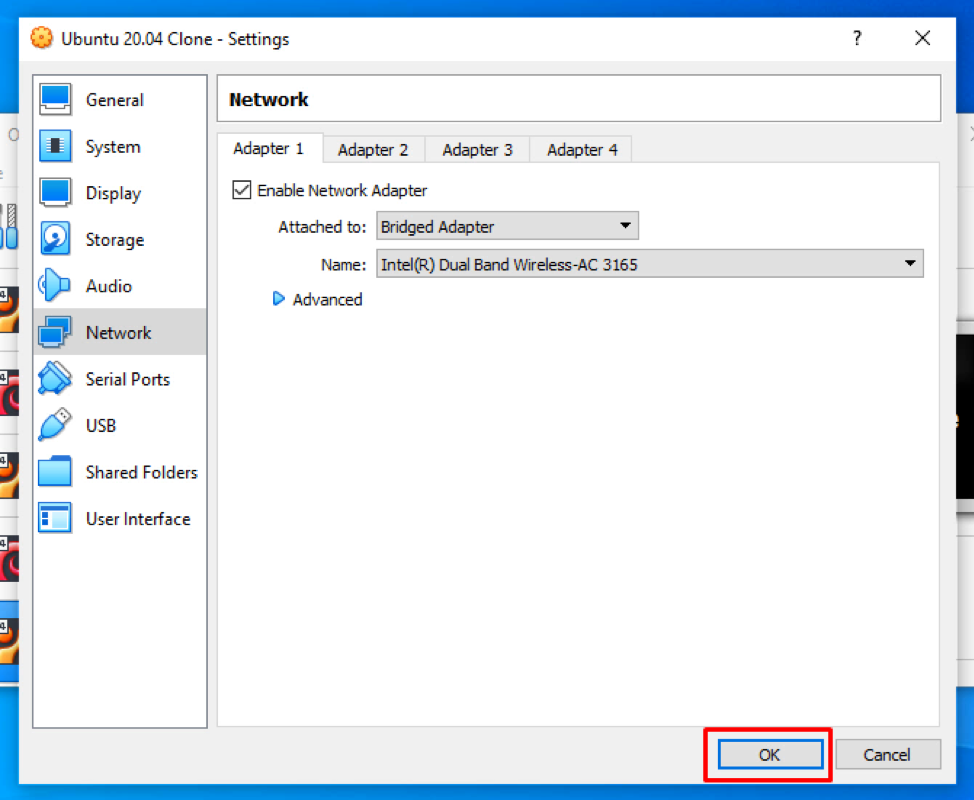 Ubuntu 20.04 Clone - Settings
?
General
System
Display
Storage
Audio
Network
Serial Ports
USB
Shared Folders
User Interface
Network
Adapter 1 Adapter 2 Adapter 3 Adapter 4
Enable Network Adapter
Attached to: Bridged Adapter
Name: Intel(R) Dual Band Wireless-AC 3165
Advanced
OK Cancel